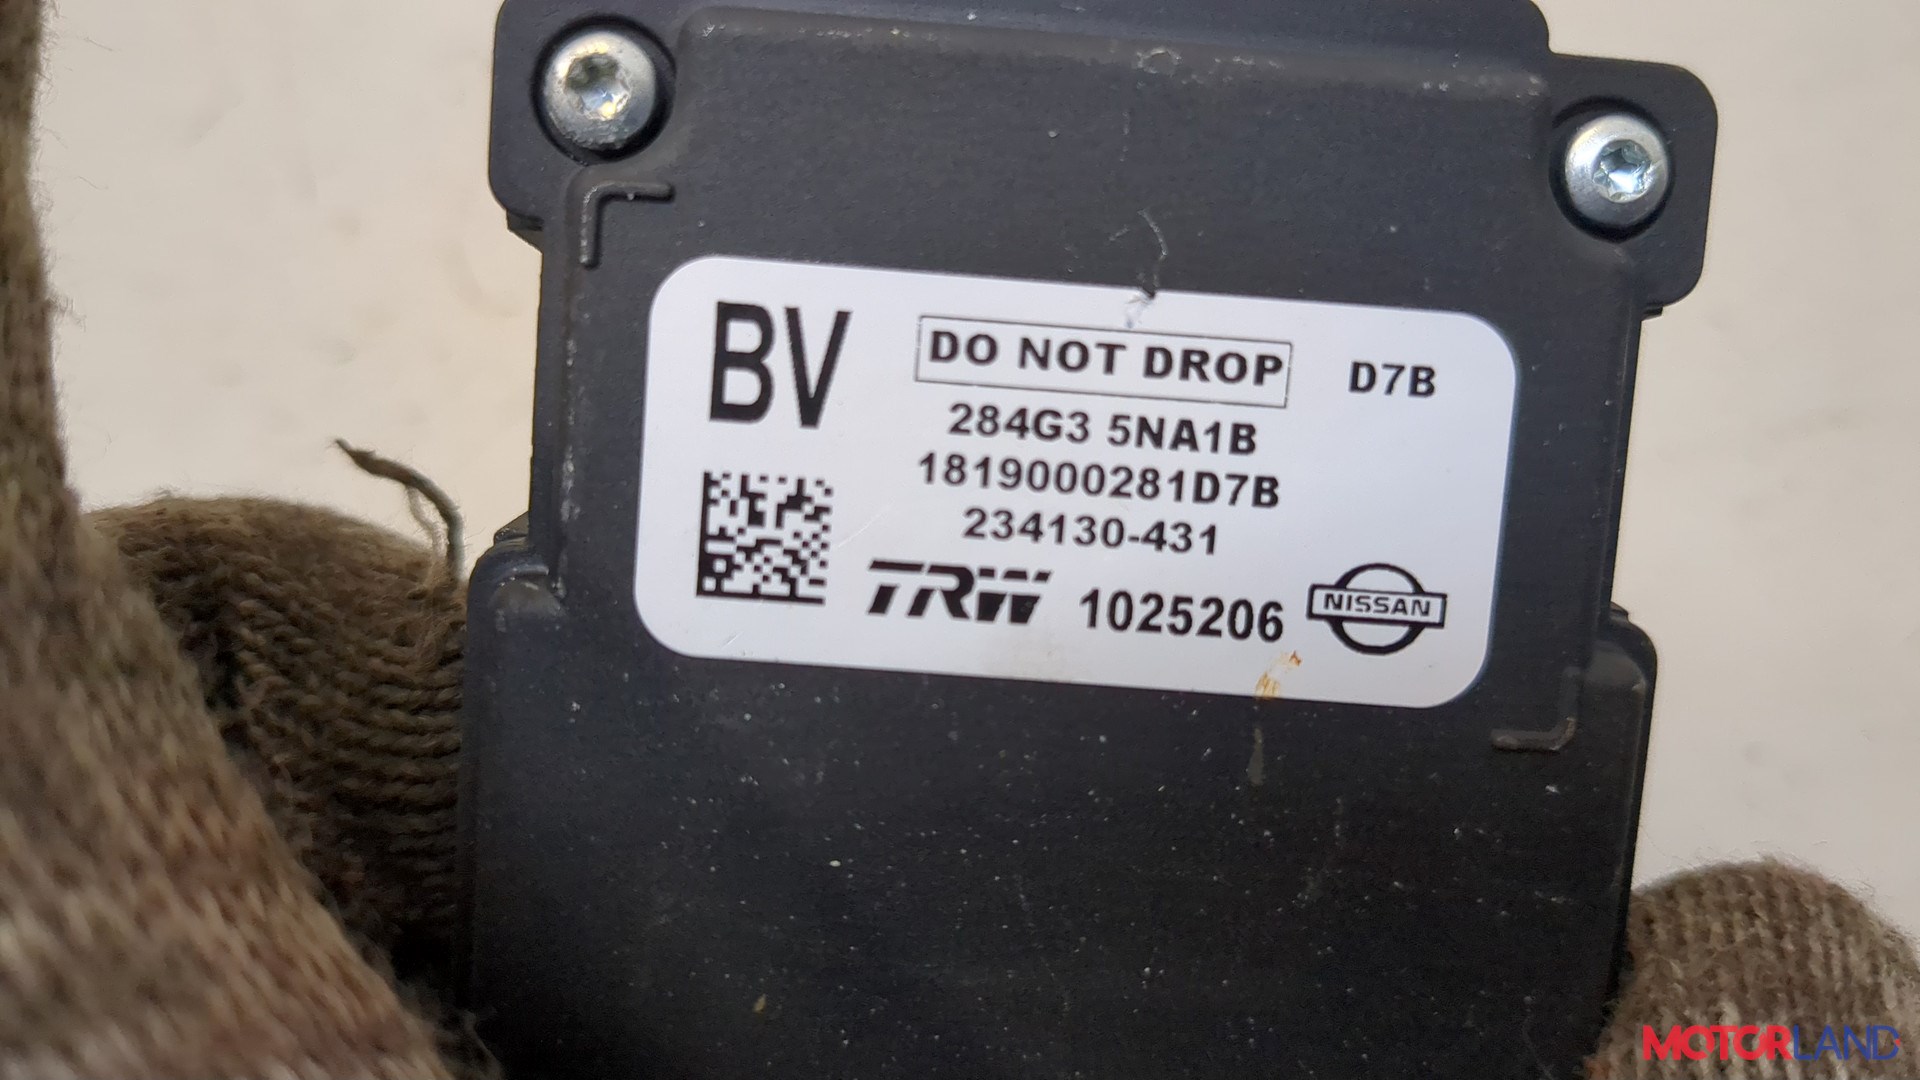 BV
DO NOT DROP
D7B
284G3 5NA1B
1819000281D7B
234130-431
TRW 1025206 NISSAN
MOTORLAND